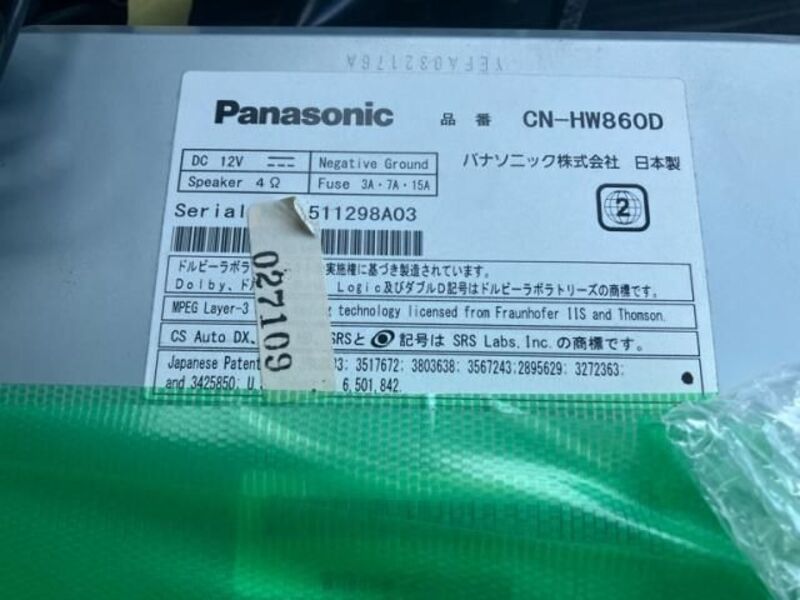 YEFA032176A
Panasonic 品番 CN-HW860D
DC 12V Negative Ground
Speaker 4Ω Fuse 3A・7A・15A
パナソニック株式会社 日本製
2
Serial 511298A03
027109
ドルビーラボラ 実施権に基づき製造されています。
Dolby、ド Logic及びダブルD記号はドルビーラボラトリーズの商標です。
MPEG Layer-3 technology licensed from Fraunhofer IIS and Thomson.
CS Auto DX、 SRSと 記号は SRS Labs, Inc.の商標です。
Japanese Patent 3517672; 3803638; 3567243;2895629; 3272363;
and 3425850; U. 6,501,842.